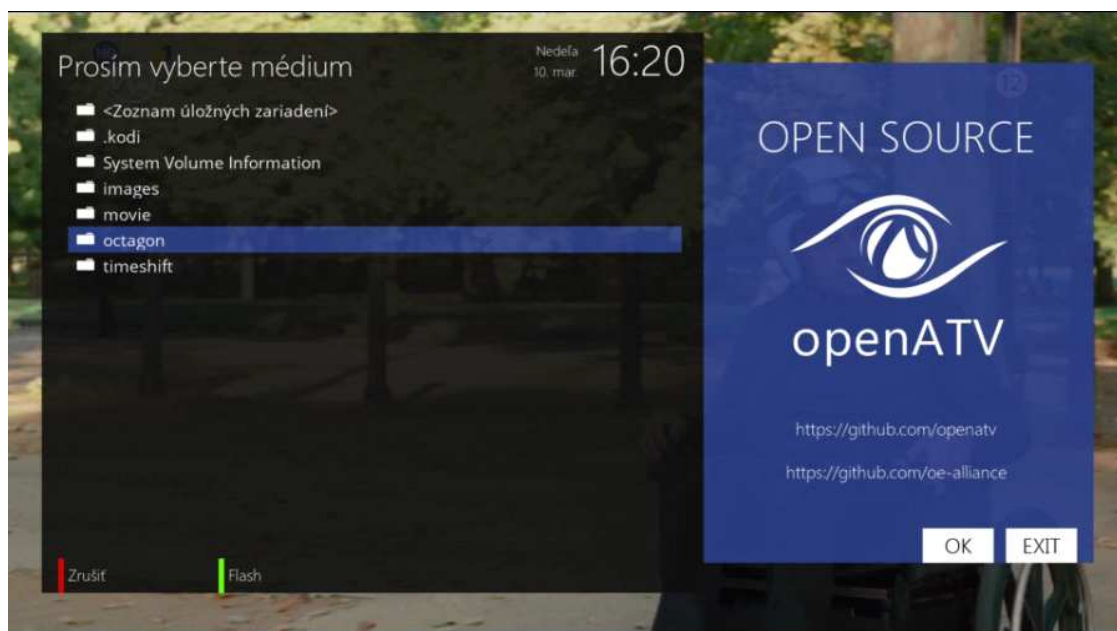 Prosím vyberte médium
Nedeľa
10. mar.
16:20
<Zoznam úložných zariadení>
.kodi
System Volume Information
images
movie
octagon
timeshift
Zrušiť
Flash
12
OPEN SOURCE
openATV
https://github.com/openatv
https://github.com/oe-alliance
OK
EXIT